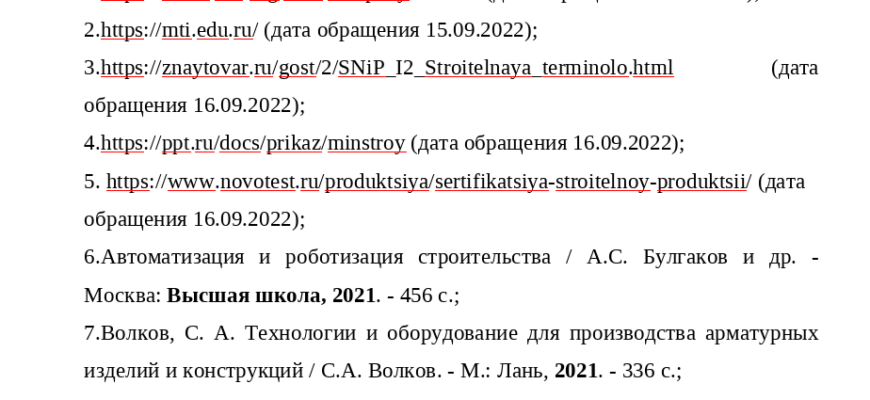 2.https://mti.edu.ru/ (дата обращения 15.09.2022);
3.https://znaytovar.ru/gost/2/SNiP_I2_Stroitelnaya_terminolo.html (дата
обращения 16.09.2022);
4.https://ppt.ru/docs/prikaz/minstroy (дата обращения 16.09.2022);
5. https://www.novotest.ru/produktsiya/sertifikatsiya-stroitelnoy-produktsii/ (дата
обращения 16.09.2022);
6.Автоматизация и роботизация строительства / А.С. Булгаков и др. -
Москва: Высшая школа, 2021. - 456 с.;
7.Волков, С. А. Технологии и оборудование для производства арматурных
изделий и конструкций / С.А. Волков. - М.: Лань, 2021. - 336 с.;